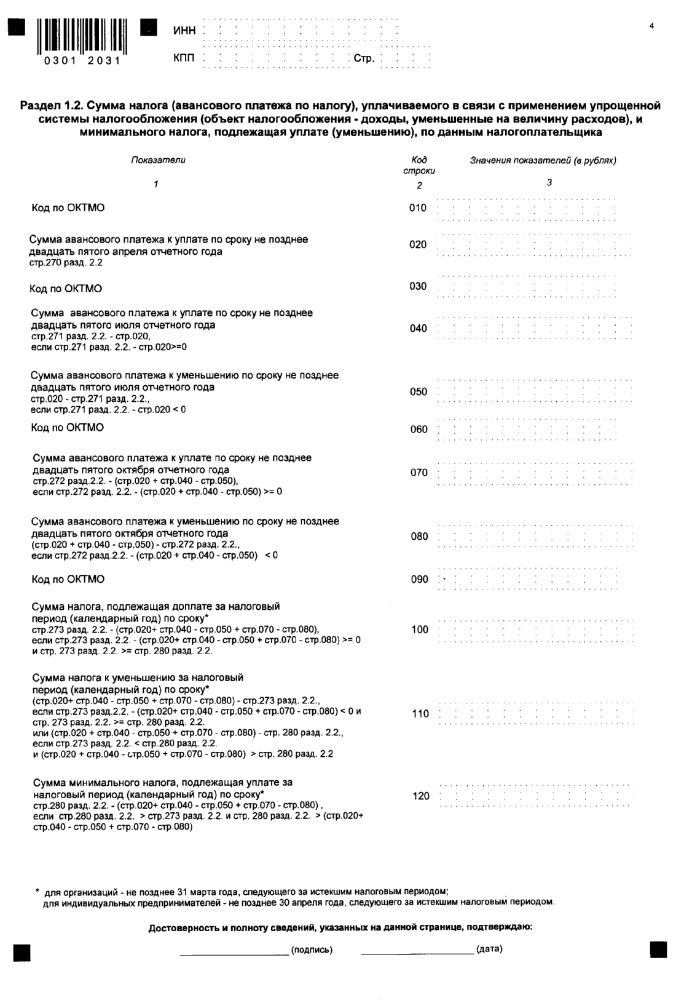 ИНН
4
0301 2031
КПП Стр.
Раздел 1.2. Сумма налога (авансового платежа по налогу), уплачиваемого в связи с применением упрощенной
системы налогообложения (объект налогообложения - доходы, уменьшенные на величину расходов), и
минимального налога, подлежащая уплате (уменьшению), по данным налогоплательщика
Показатели Код Значения показателей (в рублях)
строки
1 2 3
Код по ОКТМО 010
Сумма авансового платежа к уплате по сроку не позднее
двадцать пятого апреля отчетного года 020
стр.270 разд. 2.2
Код по ОКТМО 030
Сумма авансового платежа к уплате по сроку не позднее
двадцать пятого июля отчетного года 040
стр.271 разд. 2.2. - стр.020,
если стр.271 разд. 2.2. - стр.020>=0
Сумма авансового платежа к уменьшению по сроку не позднее
двадцать пятого июля отчетного года 050
стр.020 - стр.271 разд. 2.2.,
если стр.271 разд. 2.2. - стр.020 < 0
Код по ОКТМО 060
Сумма авансового платежа к уплате по сроку не позднее
двадцать пятого октября отчетного года 070
стр.272 разд.2.2. - (стр.020 + стр.040 - стр.050),
если стр.272 разд. 2.2. - (стр.020 + стр.040 - стр.050) >= 0
Сумма авансового платежа к уменьшению по сроку не позднее
двадцать пятого октября отчетного года 080
(стр.020 + стр.040 - стр.050) - стр.272 разд. 2.2.,
если стр.272 разд.2.2. - (стр.020 + стр.040 - стр.050) < 0
Код по ОКТМО 090
Сумма налога, подлежащая доплате за налоговый
период (календарный год) по сроку*
стр.273 разд. 2.2. - (стр.020+ стр.040 - стр.050 + стр.070 - стр.080), 100
если стр.273 разд. 2.2. - (стр.020+ стр.040 - стр.050 + стр.070 - стр.080) >= 0
и стр. 273 разд. 2.2. >= стр. 280 разд. 2.2.
Сумма налога к уменьшению за налоговый
период (календарный год) по сроку*
(стр.020+ стр.040 - стр.050 + стр.070 - стр.080) - стр.273 разд. 2.2.,
если стр.273 разд.2.2. - (стр.020+ стр.040 - стр.050 + стр.070 - стр.080) < 0 и 110
стр. 273 разд. 2.2. >= стр. 280 разд. 2.2.
или (стр.020 + стр.040 - стр.050 + стр.070 - стр.080) - стр. 280 разд. 2.2.,
если стр.273 разд. 2.2. < стр.280 разд. 2.2.
и (стр.020 + стр.040 - стр.050 + стр.070 - стр.080) > стр. 280 разд. 2.2
Сумма минимального налога, подлежащая уплате за
налоговый период (календарный год) по сроку* 120
стр.280 разд. 2.2. - (стр.020+ стр.040 - стр.050 + стр.070 - стр.080) ,
если стр.280 разд. 2.2. > стр.273 разд. 2.2. и стр. 280 разд. 2.2. > (стр.020+
стр.040 - стр.050 + стр.070 - стр.080)
* для организаций - не позднее 31 марта года, следующего за истекшим налоговым периодом;
для индивидуальных предпринимателей - не позднее 30 апреля года, следующего за истекшим налоговым периодом.
Достоверность и полноту сведений, указанных на данной странице, подтверждаю:
(подпись) (дата)